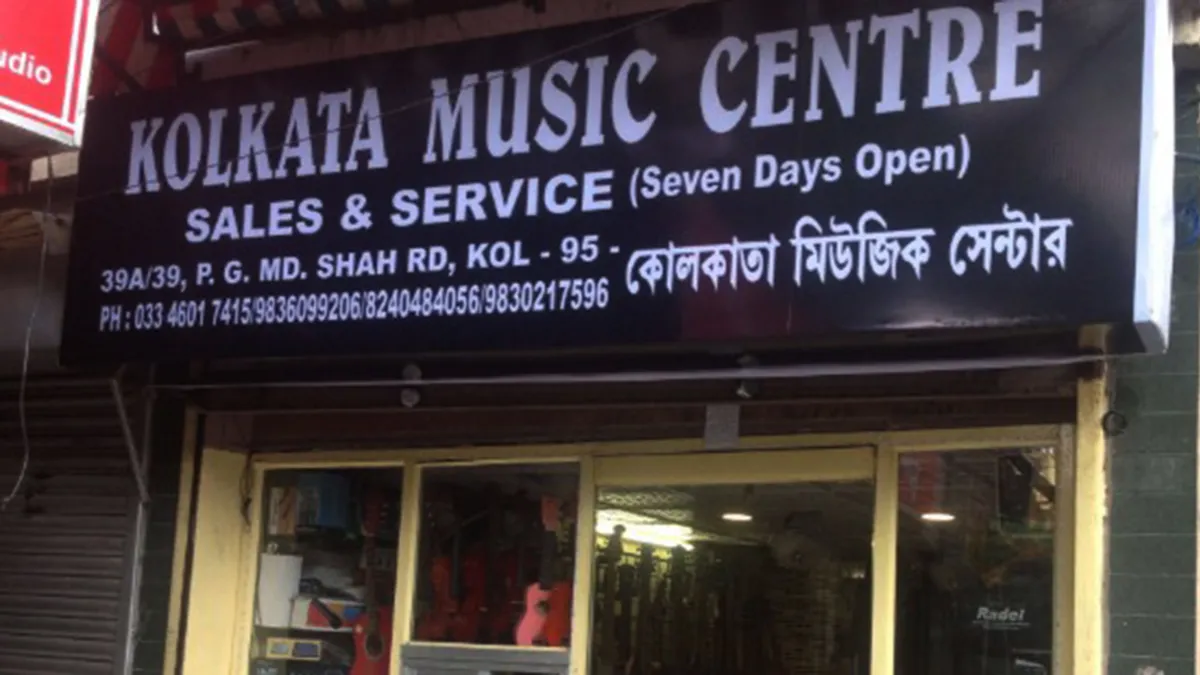 udio
KOLKATA MUSIC CENTRE
SALES & SERVICE (Seven Days Open)
39A/39, P. G. MD. SHAH RD, KOL - 95 -
PH : 033 4601 7415/9836099206/8240484056/9830217596
কোলকাতা মিউজিক সেন্টার
Radel